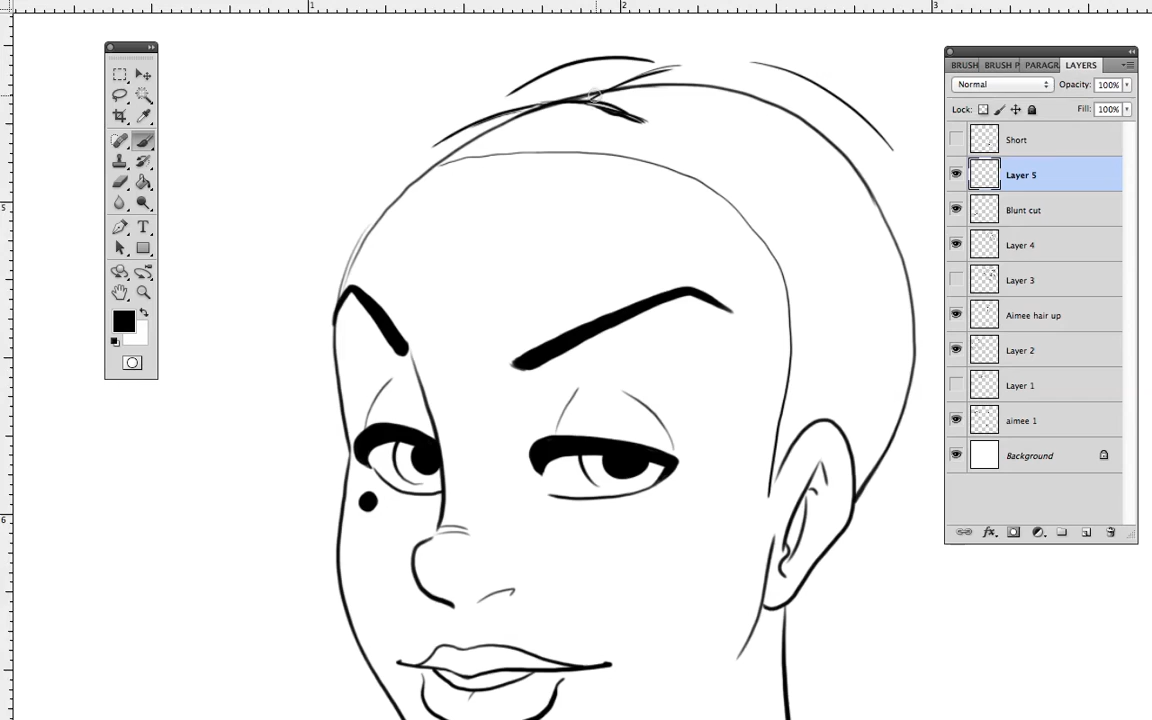 1
2
3
5
6
BRUSH BRUSH P PARAGR LAYERS
Normal Opacity: 100%
Lock: Fill: 100%
Short
Layer 5
Blunt cut
Layer 4
Layer 3
Aimee hair up
Layer 2
Layer 1
aimee 1
Background